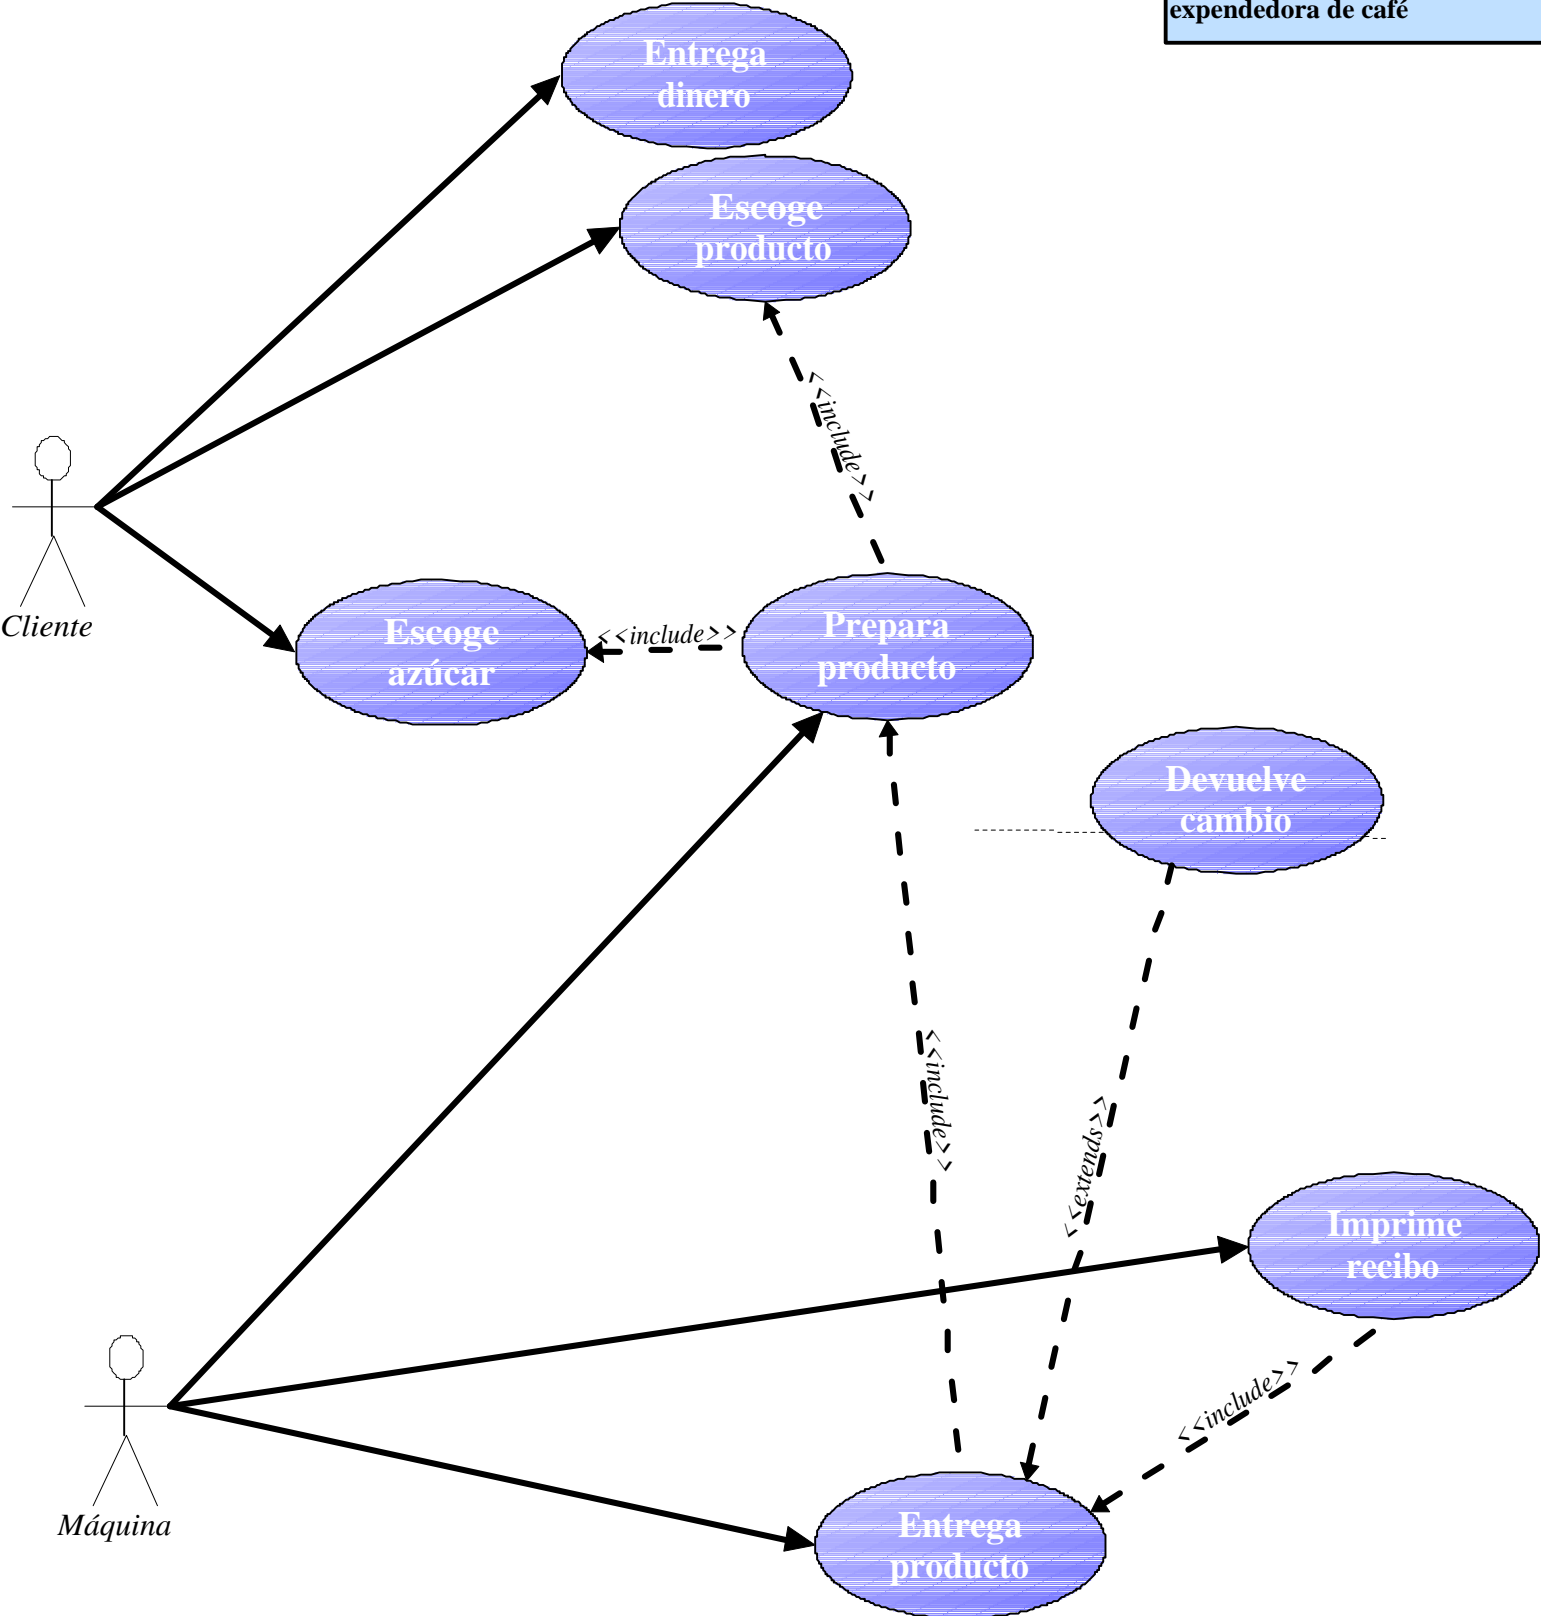 expendedora de café
Entrega
dinero
Escoge
producto
<<include>>
Cliente
Escoge
azúcar
<<include>>
Prepara
producto
Devuelve
cambio
<<include>>
<<extends>>
Imprime
recibo
<<include>>
Máquina
Entrega
producto